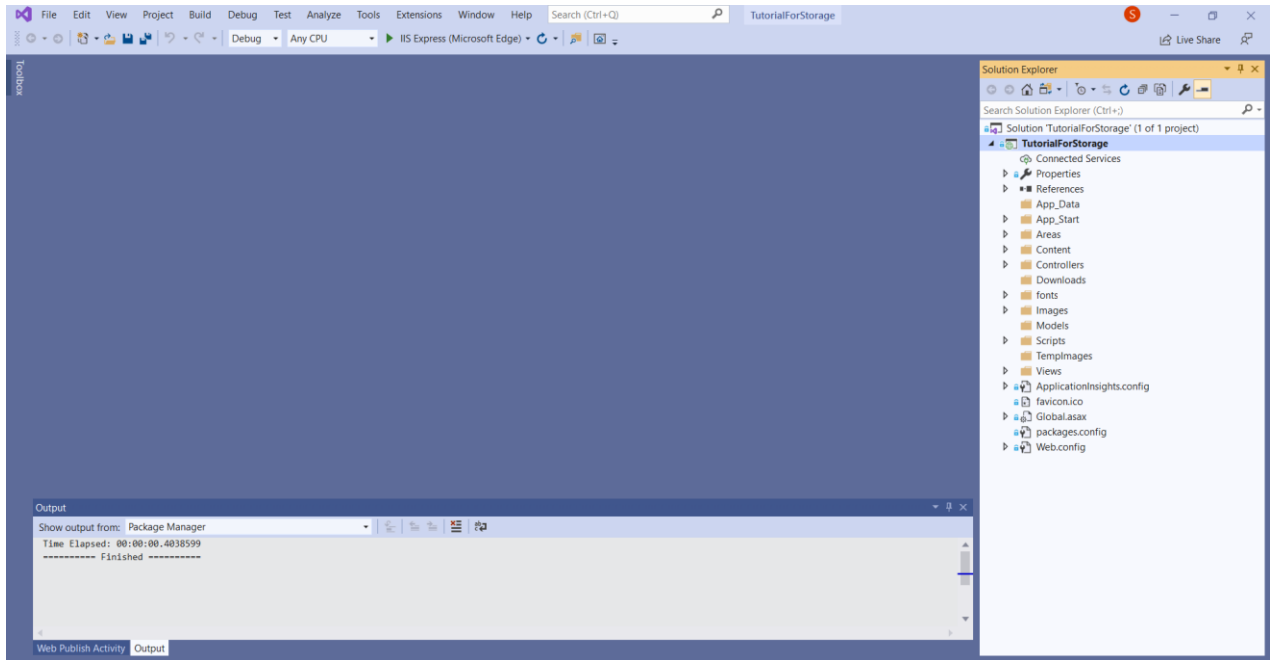 File Edit View Project Build Debug Test Analyze Tools Extensions Window Help Search (Ctrl+Q) TutorialForStorage S
Debug Any CPU IIS Express (Microsoft Edge) Live Share
Toolbox
Solution Explorer
Search Solution Explorer (Ctrl+;)
Solution 'TutorialForStorage' (1 of 1 project)
TutorialForStorage
Connected Services
Properties
References
App_Data
App_Start
Areas
Content
Controllers
Downloads
fonts
Images
Models
Scripts
TempImages
Views
ApplicationInsights.config
favicon.ico
Global.asax
packages.config
Web.config
Output
Show output from: Package Manager
Time Elapsed: 00:00:00.4038599
========== Finished ==========
Web Publish Activity Output